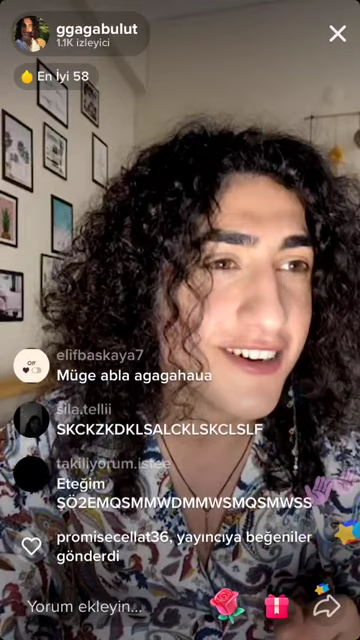 ggagabulut
1.1K izleyici
En İyi 58
Off
elifbaskaya7
Müge abla agagahaua
sila.tellii
SKCKZKDKLSALCKLSKCLSLF
takiliyorum.istee
Eteğim
ŞÖ2EMQSMMWDMMWSMQSMWSS
promisecellat36, yayıncıya beğeniler
gönderdi
Yorum ekleyin...